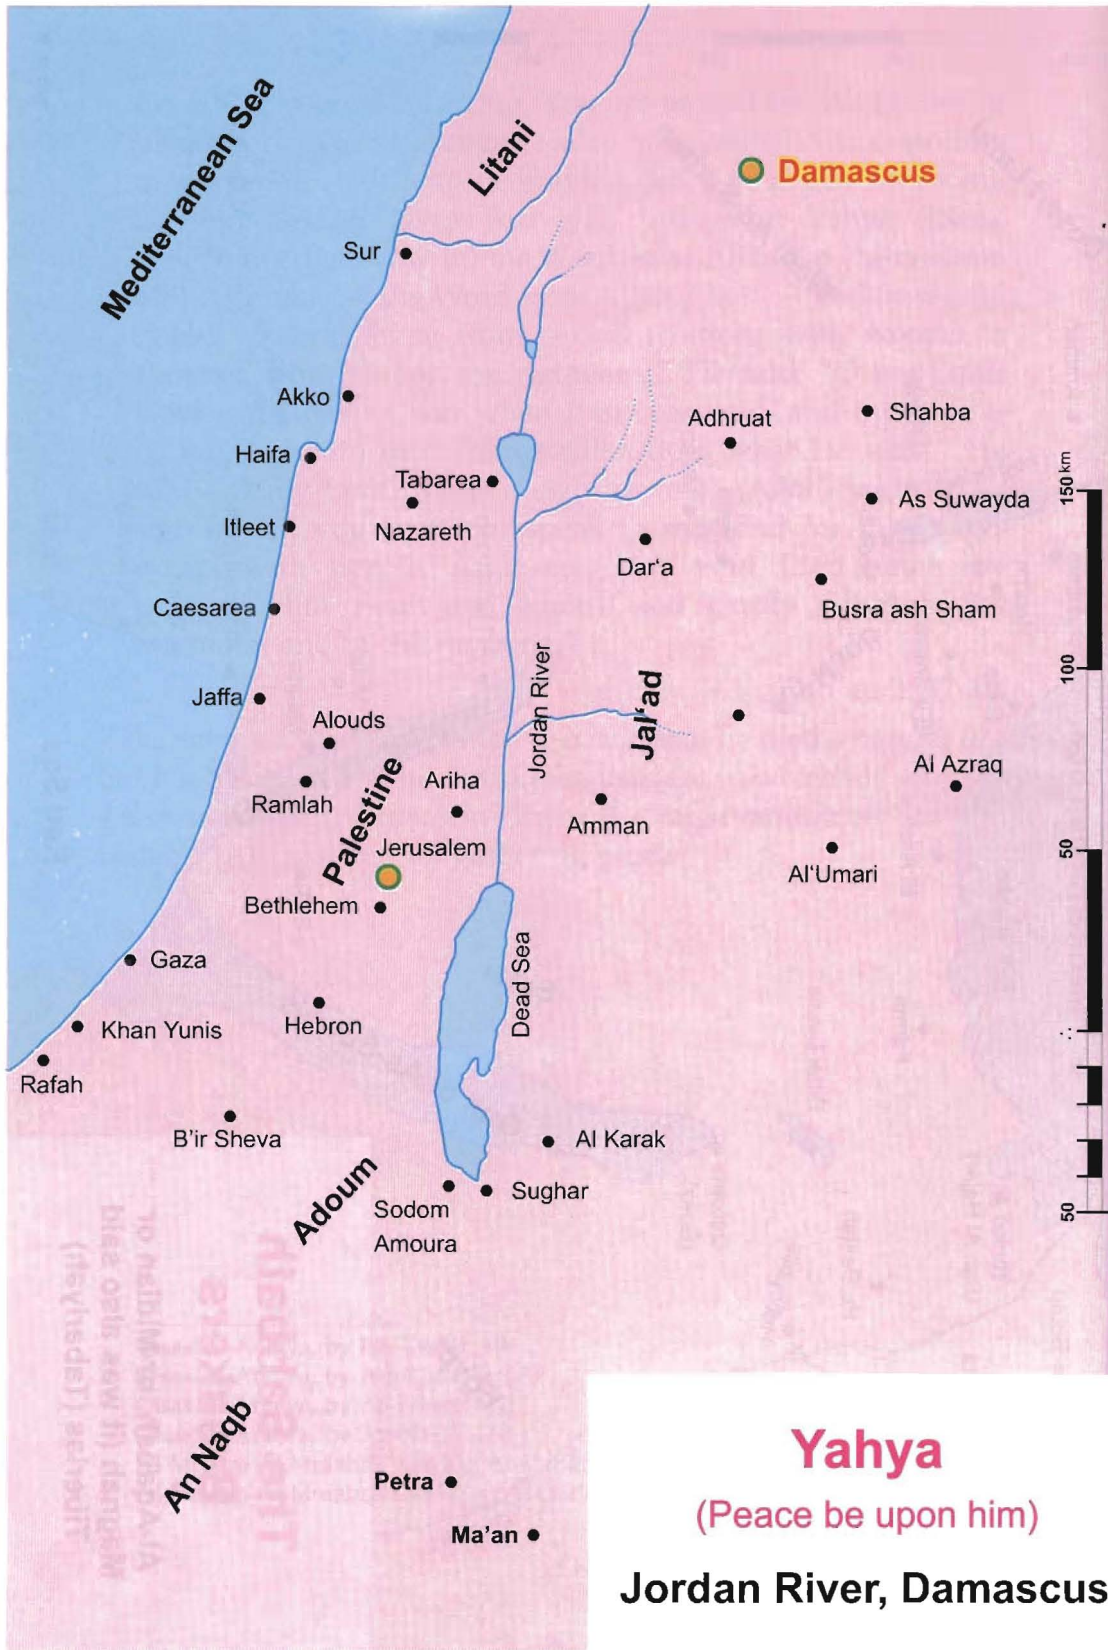 Mediterranean Sea
Litani
Damascus
Sur
Akko
Shahba
Adhruat
Haifa
Tabarea
150 km
As Suwayda
Itleet
Nazareth
Dar‘a
Caesarea
Busra ash Sham
100
Jaffa
Jordan River
Jal‘ad
Alouds
Al Azraq
Ariha
Ramlah
Palestine
Amman
Jerusalem
50
Al‘Umari
Bethlehem
Gaza
Dead Sea
Hebron
Khan Yunis
Rafah
B'ir Sheva
Al Karak
Adoum
Sughar
Sodom
Amoura
50
An Naqb
Petra
Ma'an
Yahya
(Peace be upon him)
Jordan River, Damascus